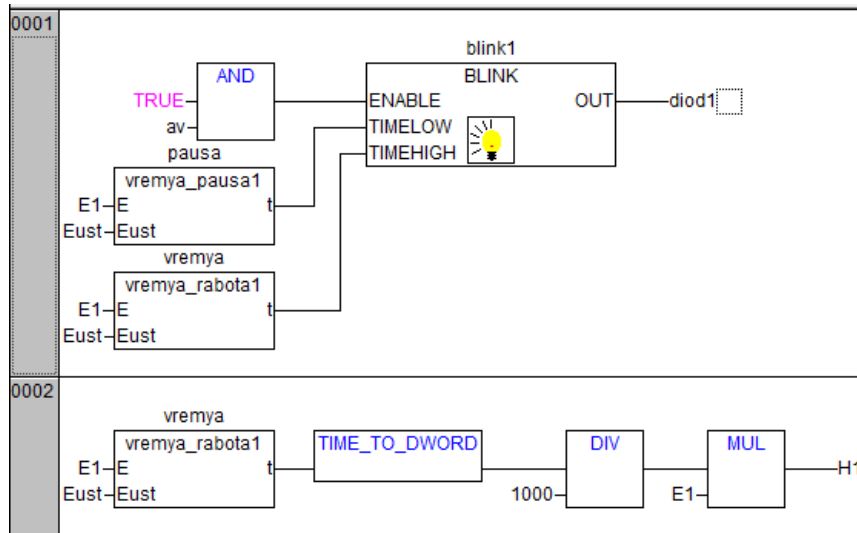 0001
blink1
AND
BLINK
TRUE
ENABLE
OUT
diod1
av
TIMELOW
pausa
TIMEHIGH
vremya_pausa1
E1
E
t
Eust
Eust
vremya
vremya_rabota1
E1
E
t
Eust
Eust
0002
vremya
vremya_rabota1
TIME_TO_DWORD
DIV
MUL
E1
E
t
H1
Eust
Eust
1000
E1